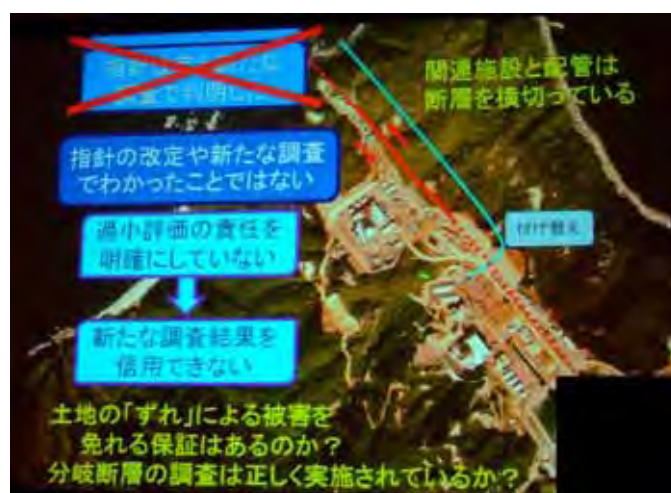 関連施設と配管は
断層を横切っている
指針の改定や新たな調査
でわかったことではない
過小評価の責任を
明確にしていない
付け替え
新たな調査結果を
信用できない
土地の「ずれ」による被害を
免れる保証はあるのか?
分岐断層の調査は正しく実施されているか?